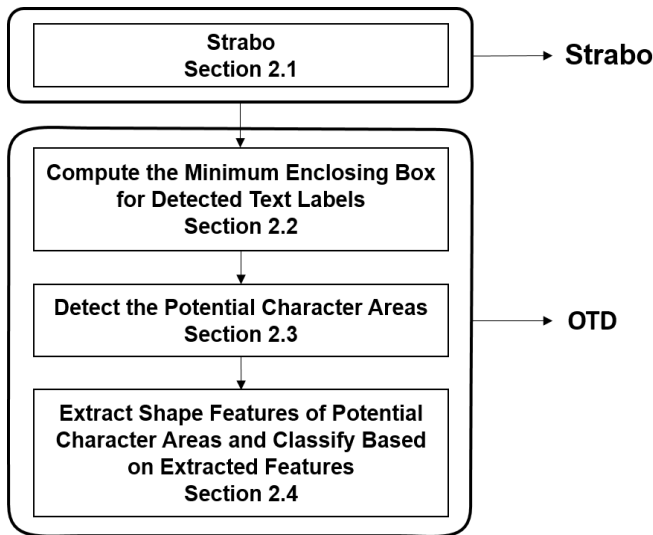 Strabo
Section 2.1
Strabo
Compute the Minimum Enclosing Box
for Detected Text Labels
Section 2.2
Detect the Potential Character Areas
Section 2.3
OTD
Extract Shape Features of Potential
Character Areas and Classify Based
on Extracted Features
Section 2.4